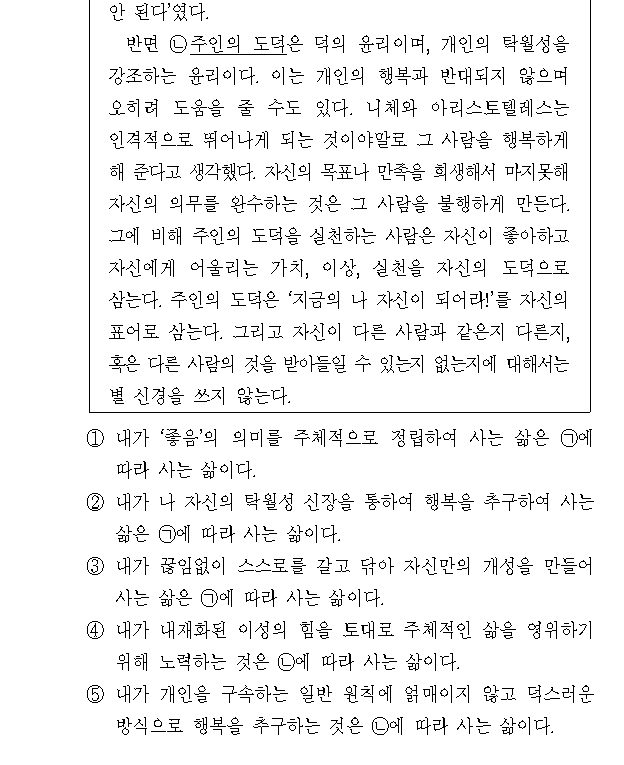 안 된다'였다.
반면 ㉡주인의 도덕은 덕의 윤리이며, 개인의 탁월성을
강조하는 윤리이다. 이는 개인의 행복과 반대되지 않으며
오히려 도움을 줄 수도 있다. 니체와 아리스토텔레스는
인격적으로 뛰어나게 되는 것이야말로 그 사람을 행복하게
해 준다고 생각했다. 자신의 목표나 만족을 희생해서 마지못해
자신의 의무를 완수하는 것은 그 사람을 불행하게 만든다.
그에 비해 주인의 도덕을 실천하는 사람은 자신이 좋아하고
자신에게 어울리는 가치, 이상, 실천을 자신의 도덕으로
삼는다. 주인의 도덕은 '지금의 나 자신이 되어라!'를 자신의
표어로 삼는다. 그리고 자신이 다른 사람과 같은지 다른지,
혹은 다른 사람의 것을 받아들일 수 있는지 없는지에 대해서는
별 신경을 쓰지 않는다.
① 내가 '좋음'의 의미를 주체적으로 정립하여 사는 삶은 ㉠에
따라 사는 삶이다.
② 내가 나 자신의 탁월성 신장을 통하여 행복을 추구하여 사는
삶은 ㉠에 따라 사는 삶이다.
③ 내가 끊임없이 스스로를 갈고 닦아 자신만의 개성을 만들어
사는 삶은 ㉠에 따라 사는 삶이다.
④ 내가 내재화된 이성의 힘을 토대로 주체적인 삶을 영위하기
위해 노력하는 것은 ㉡에 따라 사는 삶이다.
⑤ 내가 개인을 구속하는 일반 원칙에 얽매이지 않고 덕스러운
방식으로 행복을 추구하는 것은 ㉡에 따라 사는 삶이다.